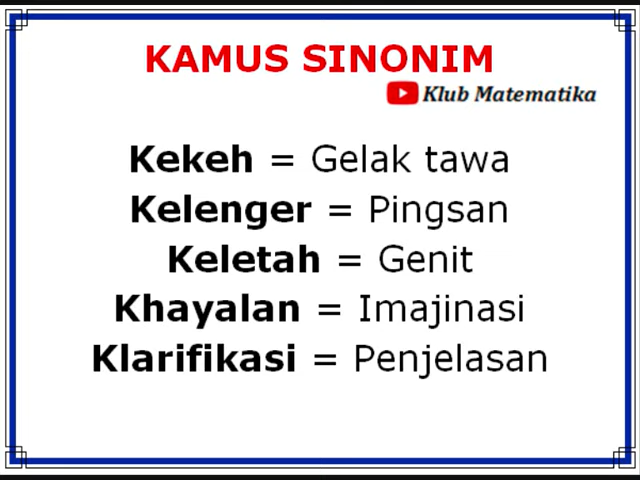 KAMUS SINONIM
Klub Matematika
Kekeh = Gelak tawa
Kelenger = Pingsan
Keletah = Genit
Khayalan = Imajinasi
Klarifikasi = Penjelasan